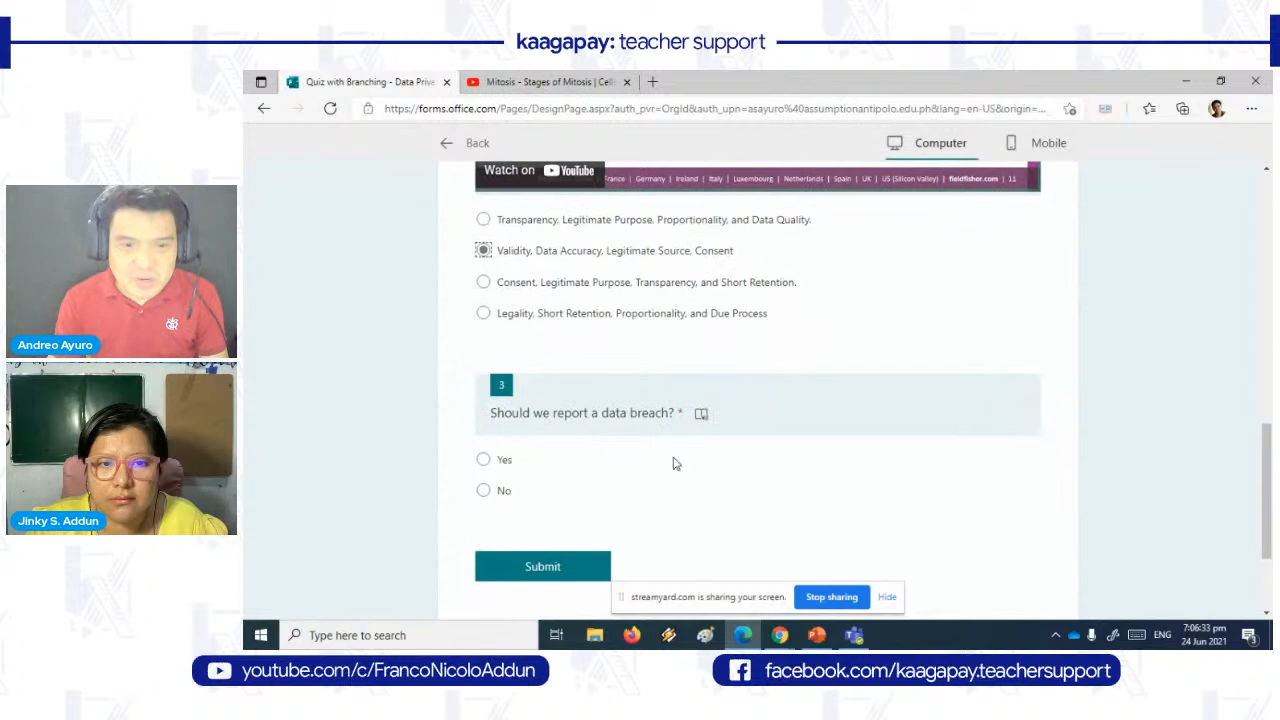 kaagapay: teacher support
Quiz with Branching - Data Priva
Mitosis - Stages of Mitosis | Cell
https://forms.office.com/Pages/DesignPage.aspx?auth_pvr=OrgId&auth_upn=asayuro%40assumptionantipolo.edu.ph&lang=en-US&origin=...
Back
Computer
Mobile
Watch on YouTube
France | Germany | Ireland | Italy | Luxembourg | Netherlands | Spain | UK | US (Silicon Valley) | fieldfisher.com | 11
Transparency, Legitimate Purpose, Proportionality, and Data Quality.
Validity, Data Accuracy, Legitimate Source, Consent
Consent, Legitimate Purpose, Transparency, and Short Retention.
Legality, Short Retention, Proportionality, and Due Process
Andreo Ayuro
3
Should we report a data breach? *
Yes
No
Jinky S. Addun
Submit
streamyard.com is sharing your screen.
Stop sharing
Hide
Type here to search
ENG
7:06:33 pm
24 Jun 2021
3
youtube.com/c/FrancoNicoloAddun
facebook.com/kaagapay.teachersupport